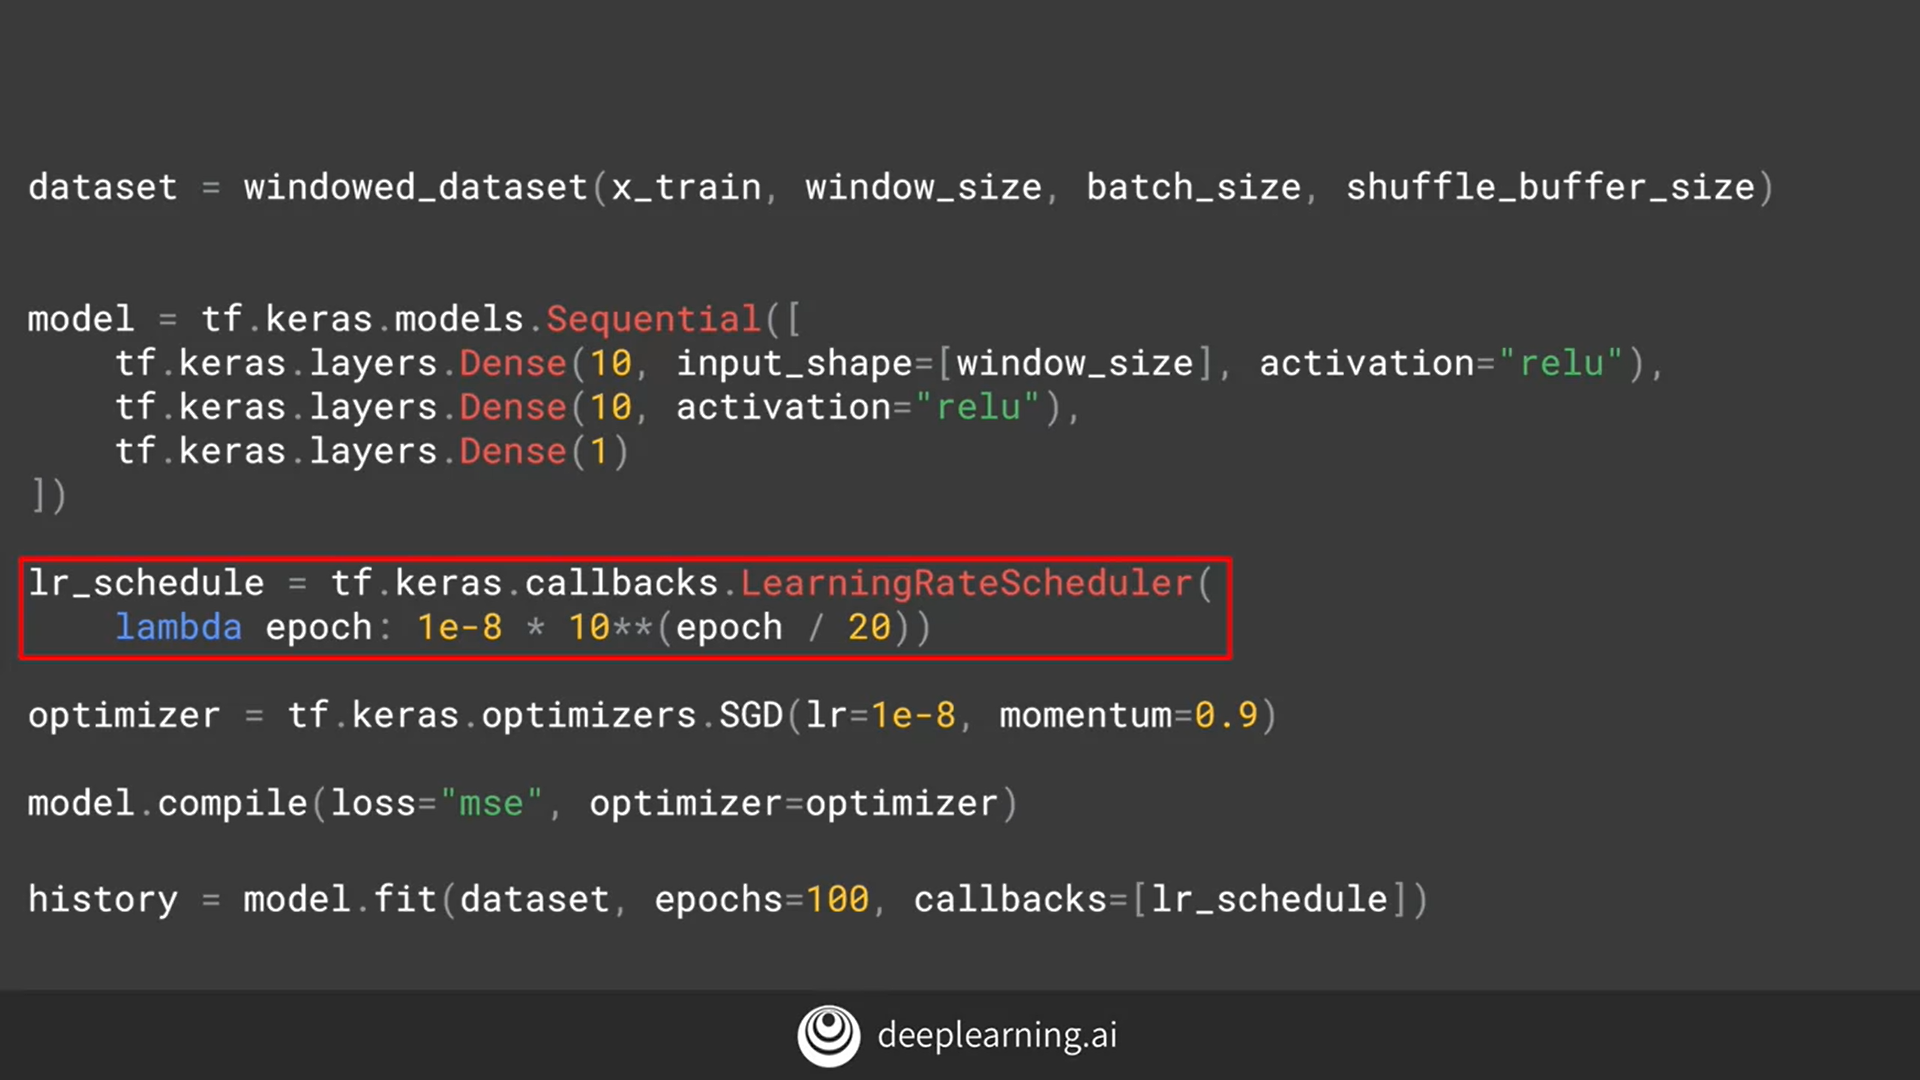 dataset = windowed_dataset(x_train, window_size, batch_size, shuffle_buffer_size)
model = tf.keras.models.Sequential([
    tf.keras.layers.Dense(10, input_shape=[window_size], activation="relu"),
    tf.keras.layers.Dense(10, activation="relu"),
    tf.keras.layers.Dense(1)
])
lr_schedule = tf.keras.callbacks.LearningRateScheduler(
    lambda epoch: 1e-8 * 10**(epoch / 20))
optimizer = tf.keras.optimizers.SGD(lr=1e-8, momentum=0.9)
model.compile(loss="mse", optimizer=optimizer)
history = model.fit(dataset, epochs=100, callbacks=[lr_schedule])
deeplearning.ai